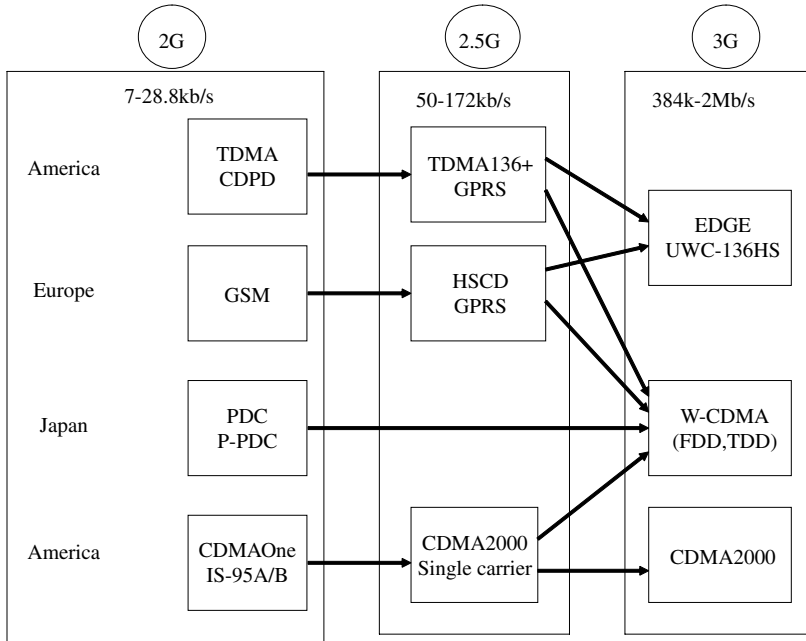 2G
2.5G
3G
7-28.8kb/s
50-172kb/s
384k-2Mb/s
America
TDMA
CDPD
TDMA136+
GPRS
EDGE
UWC-136HS
Europe
GSM
HSCD
GPRS
Japan
PDC
P-PDC
W-CDMA
(FDD,TDD)
America
CDMAOne
IS-95A/B
CDMA2000
Single carrier
CDMA2000